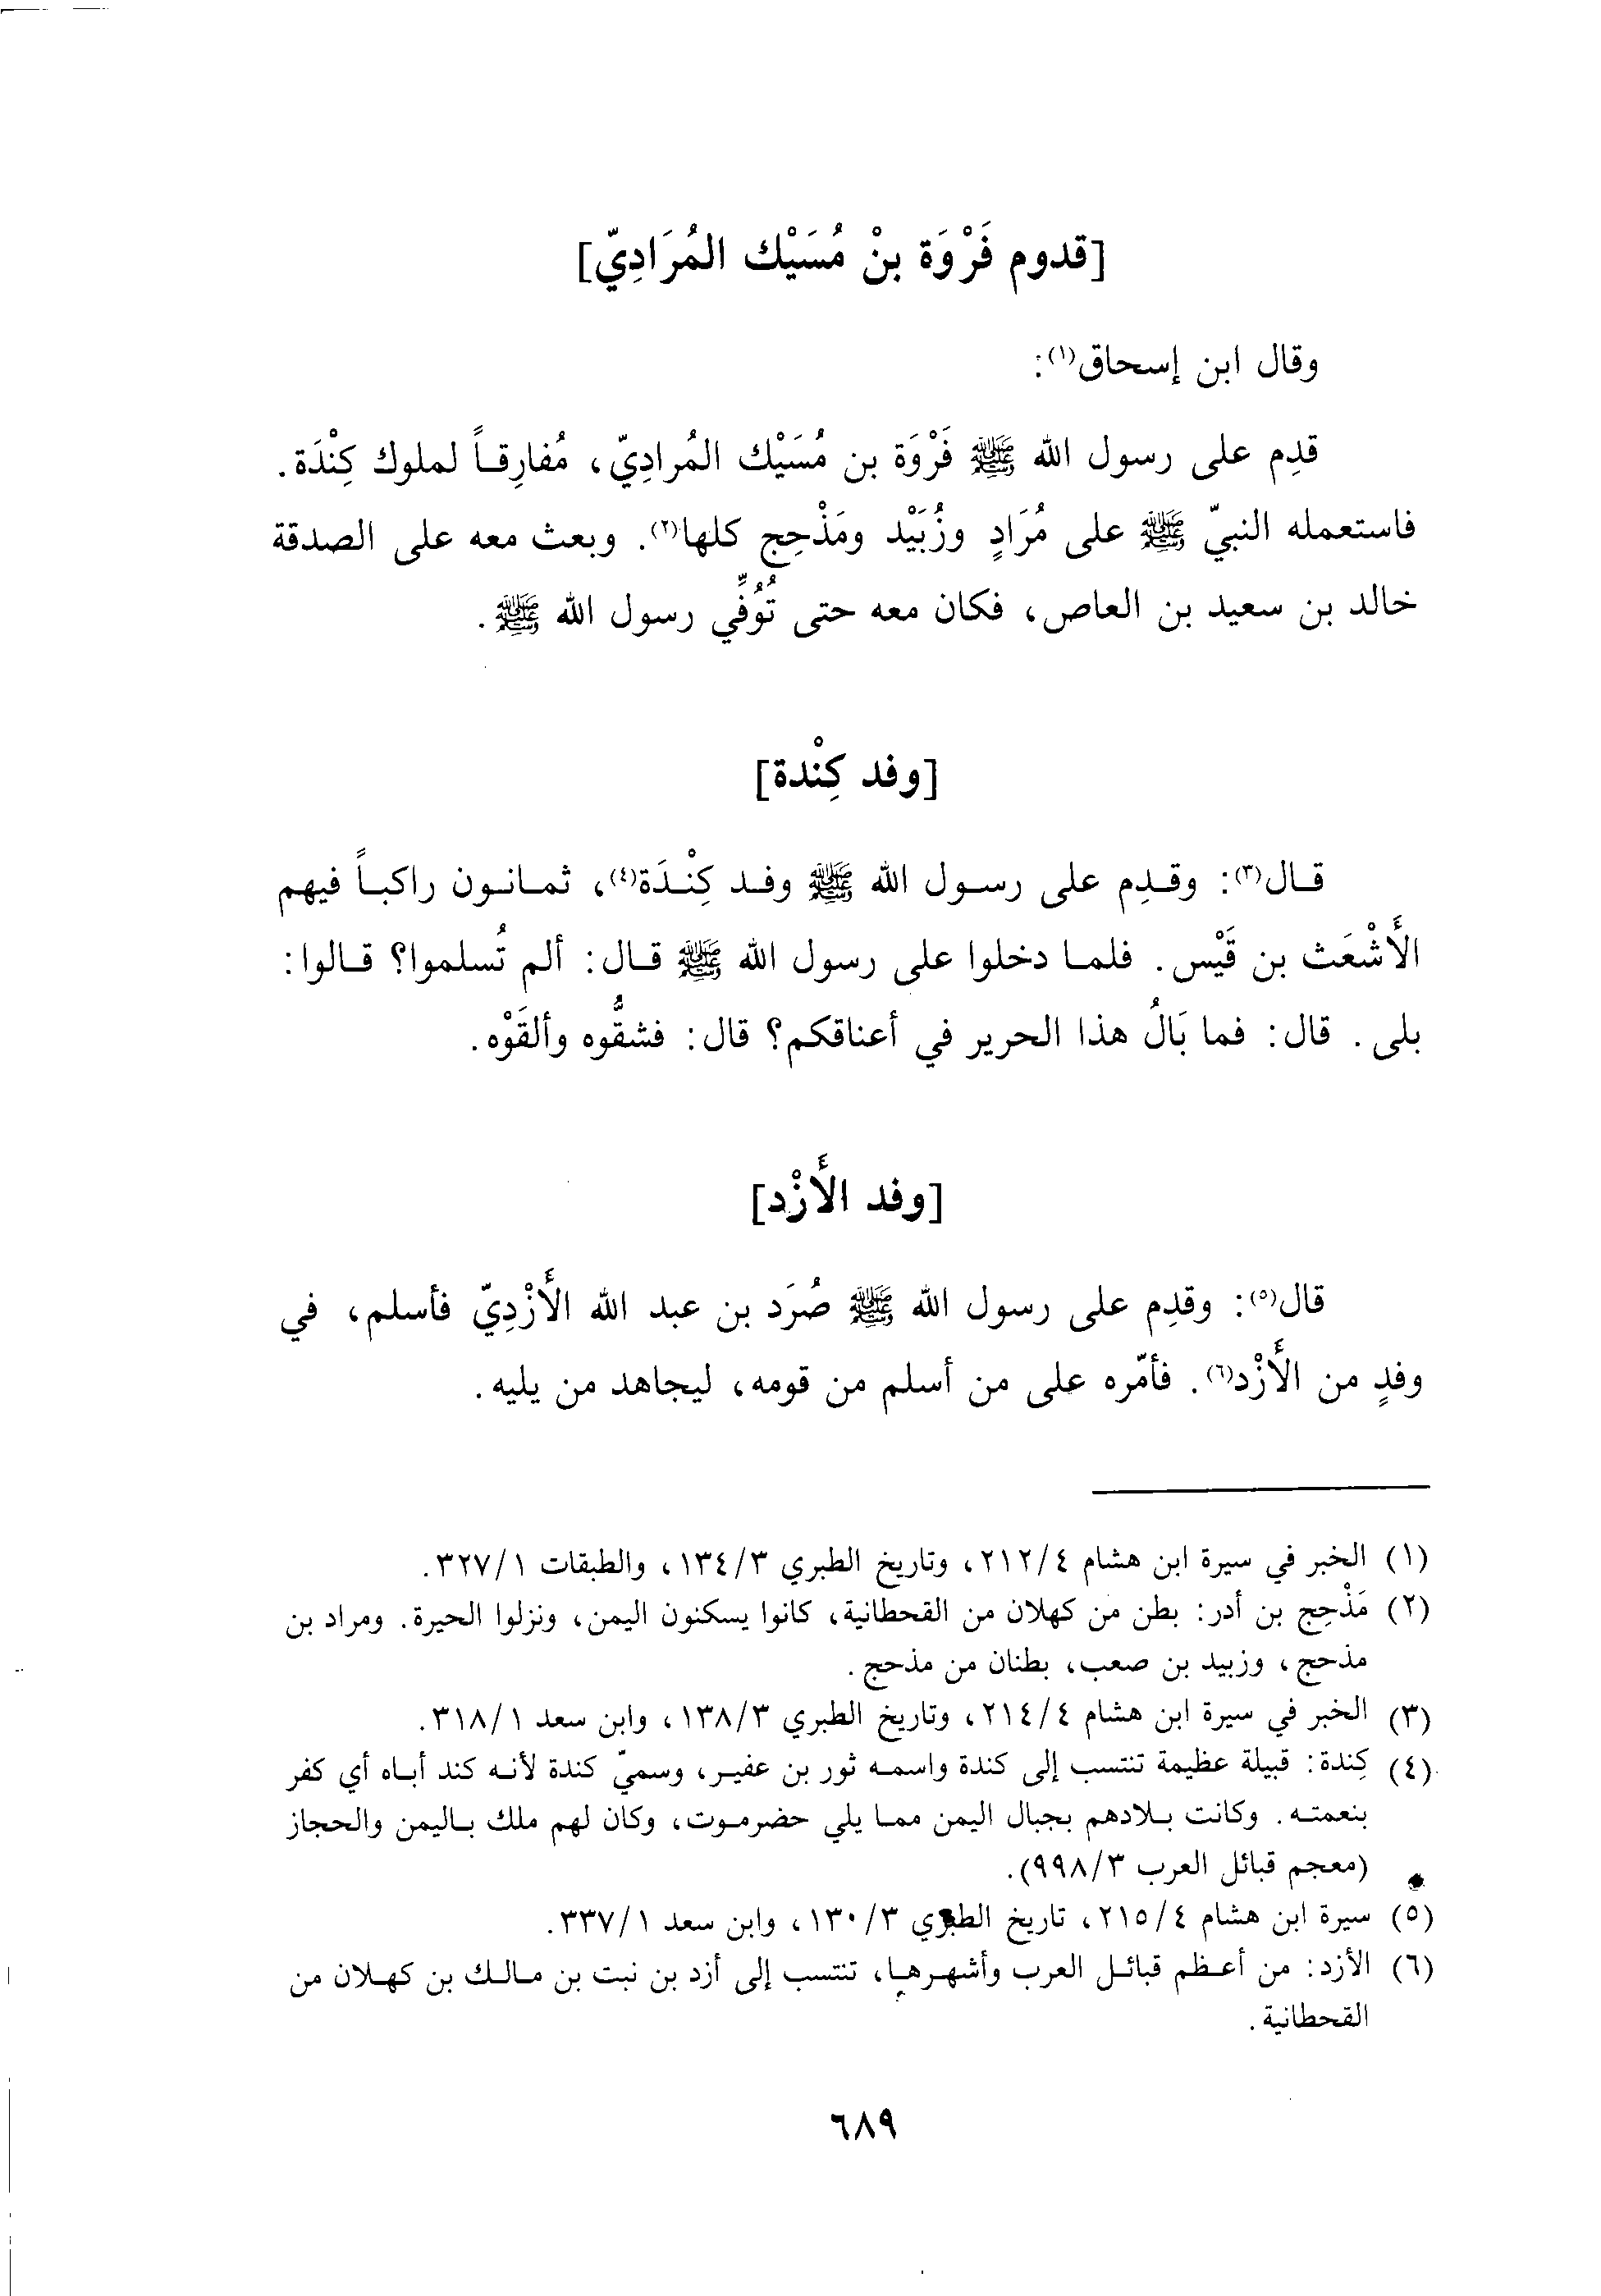 [قدوم فَرْوَة بنْ مُسَيْك المُرَادِيّ]
وقال ابن إسحاق(١):
قدِم على رسول الله ﷺ فَرْوَة بن مُسَيْك المُرادِيّ، مُفارِقاً لملوك كِنْدَة.
فاستعمله النبيّ ﷺ على مُرَادٍ وزُبَيْد ومَذْحِج كلها(٢). وبعث معه على الصدقة
خالد بن سعيد بن العاص، فكان معه حتى تُوُفِّي رسول الله ﷺ.
[وفد كِنْدة]
قال(٣): وقدِم على رسول الله ﷺ وفد كِنْدَة(٤)، ثمانون راكباً فيهم
الأَشْعَث بن قَيْس. فلما دخلوا على رسول الله ﷺ قال: ألم تُسلموا؟ قالوا:
بلى. قال: فما بَالُ هذا الحرير في أعناقكم؟ قال: فشقُّوه وألقَوْه.
[وفد الأَزْد]
قال(٥): وقدِم على رسول الله ﷺ صُرَد بن عبد الله الأَزْدِيّ فأسلم، في
وفدٍ من الأَزْد(٦). فأمّره على من أسلم من قومه، ليجاهد من يليه.
(١) الخبر في سيرة ابن هشام ٢١٢/٤، وتاريخ الطبري ١٣٤/٣، والطبقات ٣٢٧/١.
(٢) مَذْحِج بن أدر: بطن من كهلان من القحطانية، كانوا يسكنون اليمن، ونزلوا الحيرة. ومراد بن
مذحج، وزبيد بن صعب، بطنان من مذحج.
(٣) الخبر في سيرة ابن هشام ٢١٤/٤، وتاريخ الطبري ١٣٨/٣، وابن سعد ٣١٨/١.
(٤) كِندة: قبيلة عظيمة تنتسب إلى كندة واسمه ثور بن عفير، وسميّ كندة لأنه كند أباه أي كفر
بنعمته. وكانت بلادهم بجبال اليمن مما يلي حضرموت، وكان لهم ملك باليمن والحجاز
(معجم قبائل العرب ٩٩٨/٣).
(٥) سيرة ابن هشام ٢١٥/٤، تاريخ الطبري ١٣٠/٣، وابن سعد ٣٣٧/١.
(٦) الأزد: من أعظم قبائل العرب وأشهرها، تنتسب إلى أزد بن نبت بن مالك بن كهلان من
القحطانية.
٦٨٩